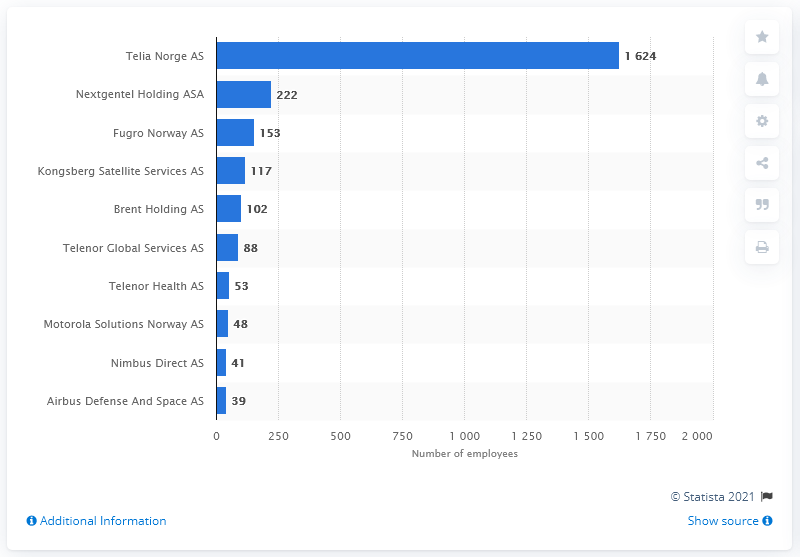 Telia Norge AS 1 624
Nextgentel Holding ASA 222
Fugro Norway AS 153
Kongsberg Satellite Services AS 117
Brent Holding AS 102
Telenor Global Services AS 88
Telenor Health AS 53
Motorola Solutions Norway AS 48
Nimbus Direct AS 41
Airbus Defense And Space AS 39
0 250 500 750 1 000 1 250 1 500 1 750 2 000
Number of employees
© Statista 2021
Additional Information Show source